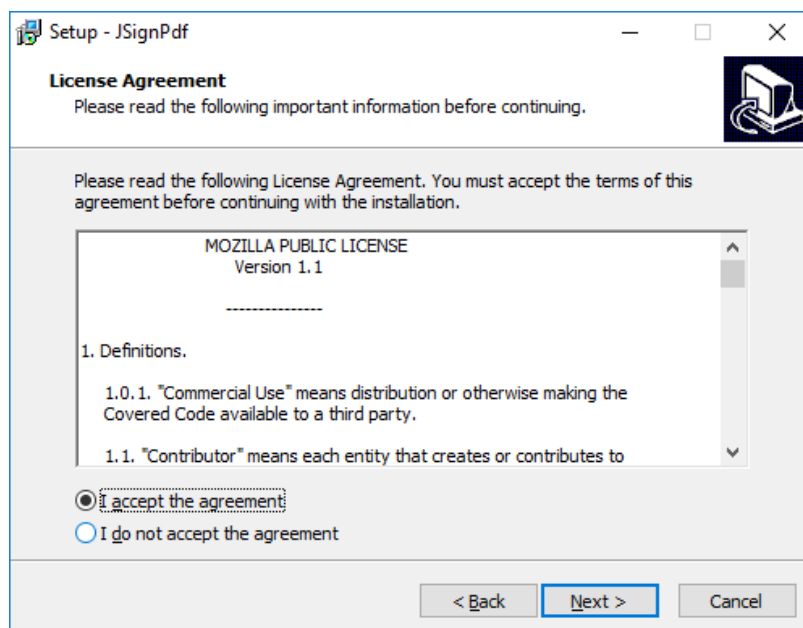 Setup - JSignPdf
License Agreement
Please read the following important information before continuing.
Please read the following License Agreement. You must accept the terms of this
agreement before continuing with the installation.
MOZILLA PUBLIC LICENSE
Version 1.1
---------------
1. Definitions.
1.0.1. "Commercial Use" means distribution or otherwise making the
Covered Code available to a third party.
1.1. "Contributor" means each entity that creates or contributes to
I accept the agreement
I do not accept the agreement
< Back
Next >
Cancel